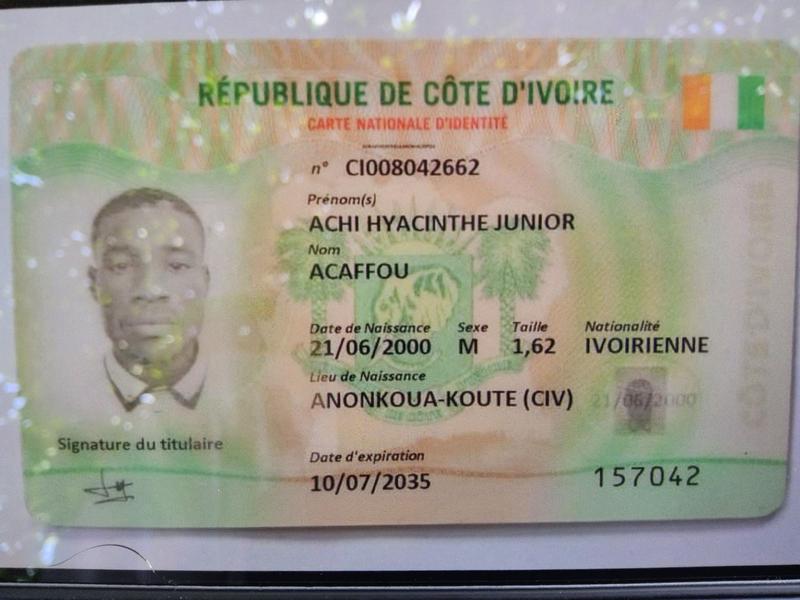 RÉPUBLIQUE DE CÔTE D'IVOIRE
CARTE NATIONALE D'IDENTITÉ
n° CI008042662
Prénom(s)
ACHI HYACINTHE JUNIOR
Nom
ACAFFOU
Date de Naissance Sexe Taille Nationalité
21/06/2000 M 1,62 IVOIRIENNE
Lieu de Naissance
ANONKOUA-KOUTE (CIV) 21/06/2000
Signature du titulaire
Date d'expiration
10/07/2035 157042